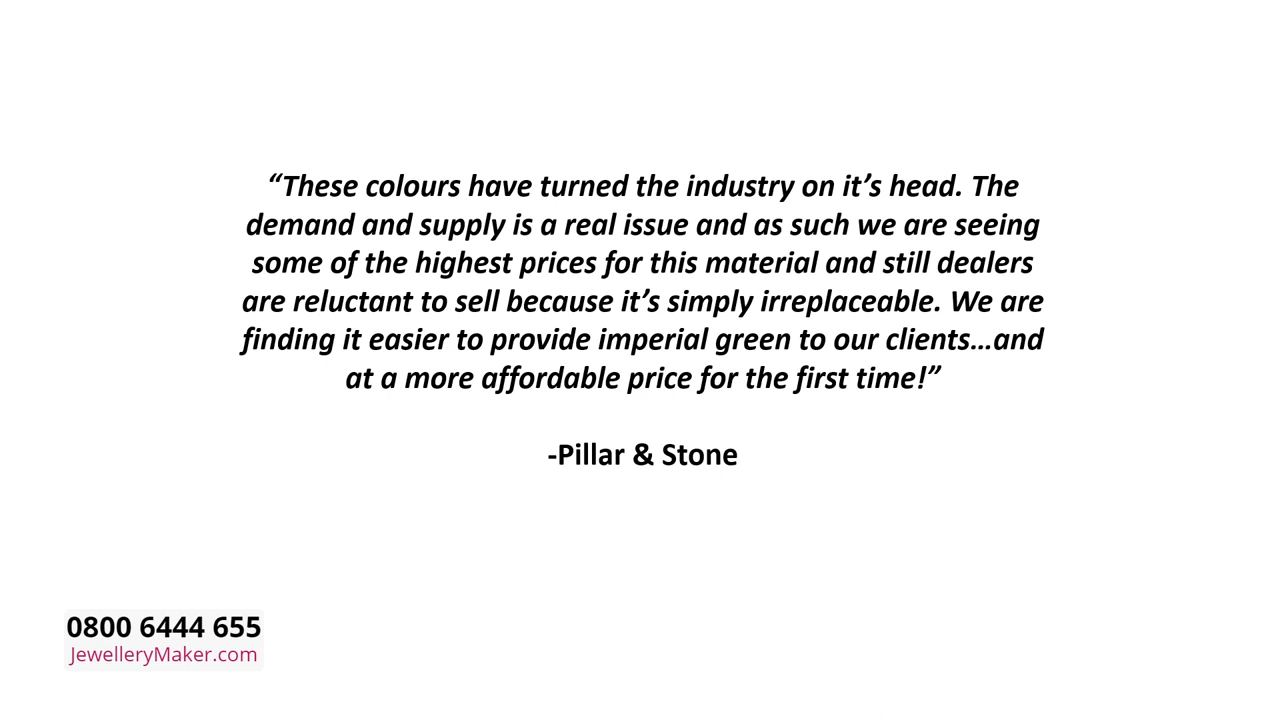 “These colours have turned the industry on it’s head. The
demand and supply is a real issue and as such we are seeing
some of the highest prices for this material and still dealers
are reluctant to sell because it’s simply irreplaceable. We are
finding it easier to provide imperial green to our clients…and
at a more affordable price for the first time!”
-Pillar & Stone
0800 6444 655
JewelleryMaker.com